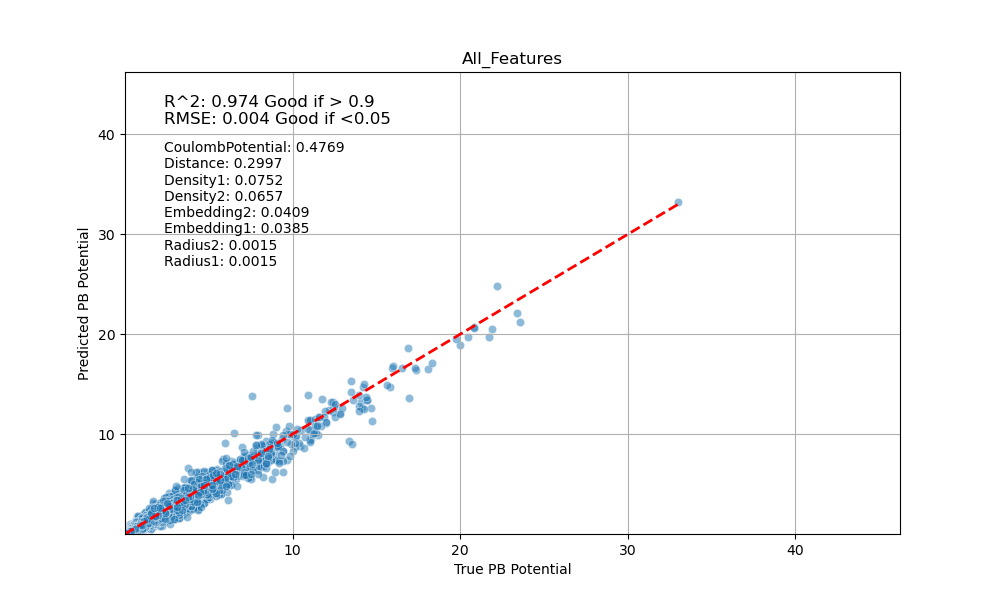 All_Features
R^2: 0.974 Good if > 0.9
RMSE: 0.004 Good if <0.05
CoulombPotential: 0.4769
Distance: 0.2997
Density1: 0.0752
Density2: 0.0657
Embedding2: 0.0409
Embedding1: 0.0385
Radius2: 0.0015
Radius1: 0.0015
40
30
20
10
Predicted PB Potential
10 20 30 40
True PB Potential